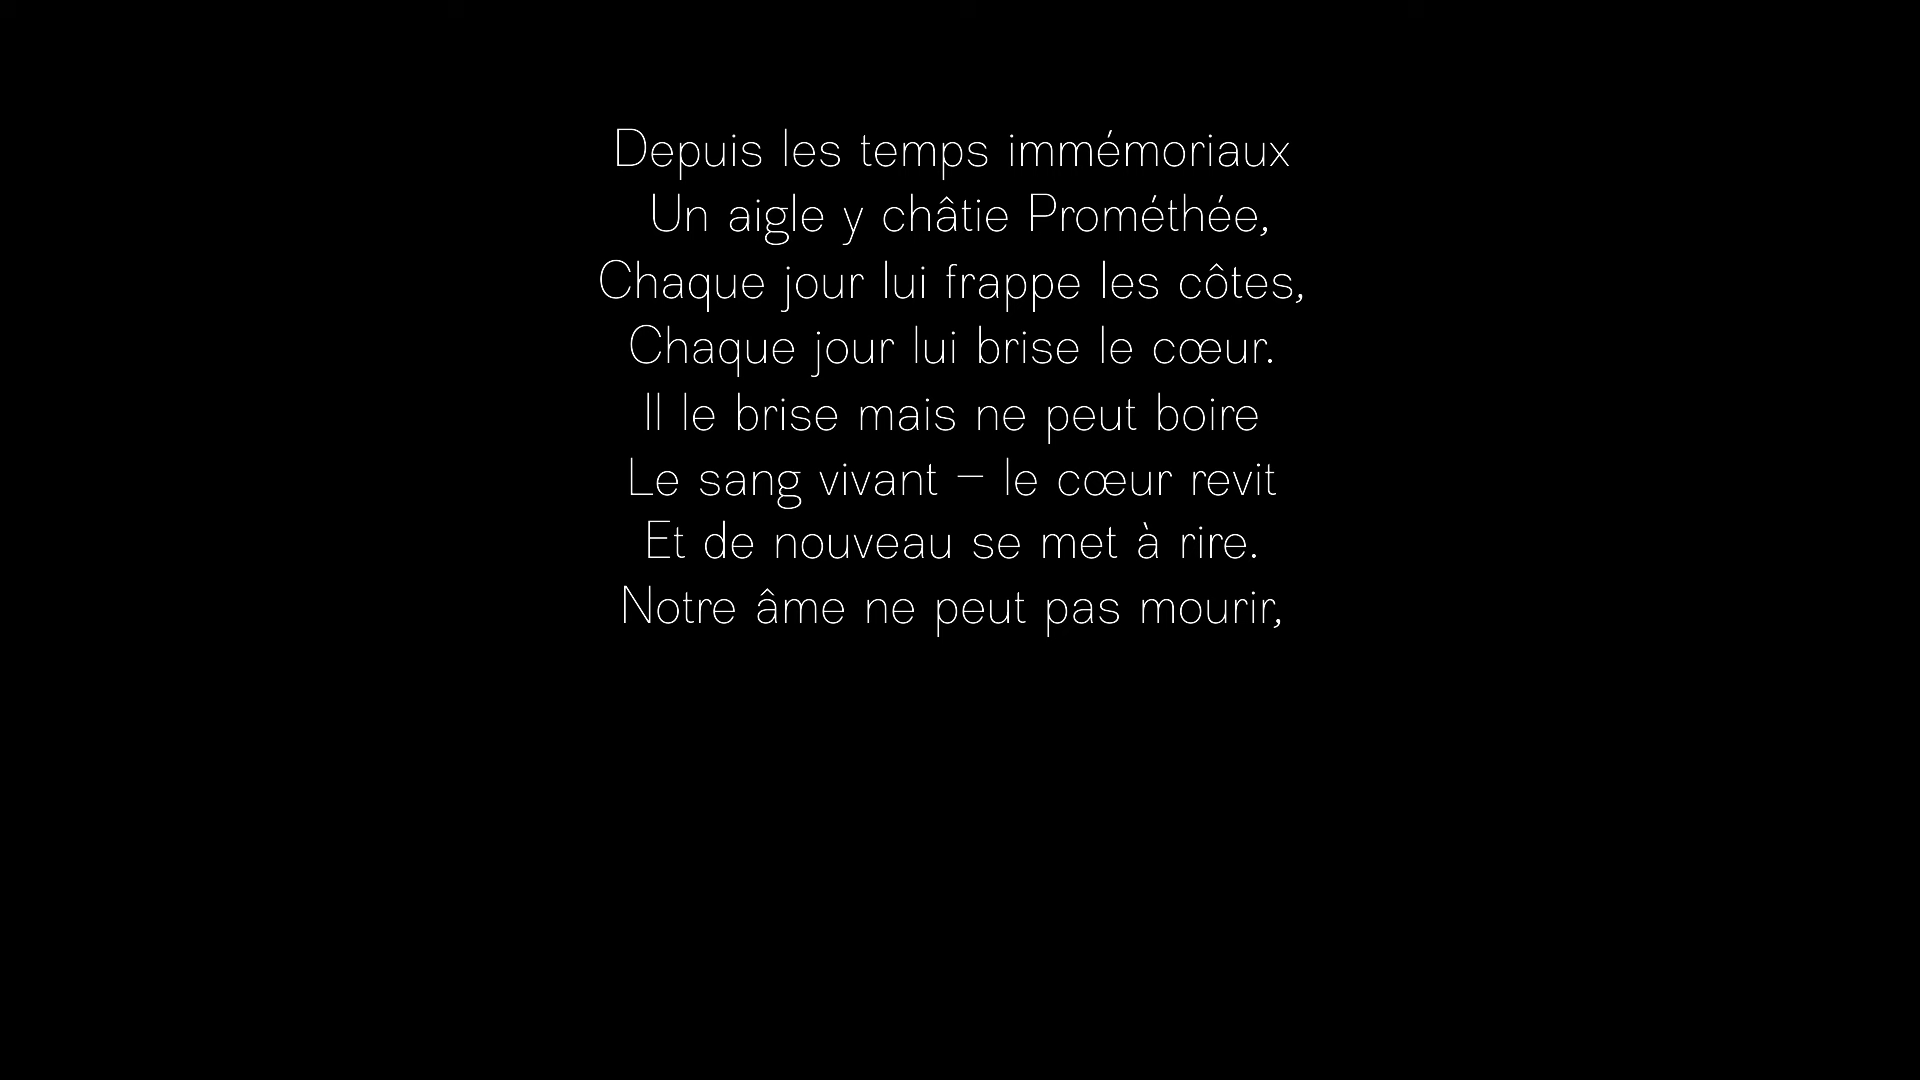 Depuis les temps immémoriaux
Un aigle y châtie Prométhée,
Chaque jour lui frappe les côtes,
Chaque jour lui brise le cœur.
Il le brise mais ne peut boire
Le sang vivant – le cœur revit
Et de nouveau se met à rire.
Notre âme ne peut pas mourir,